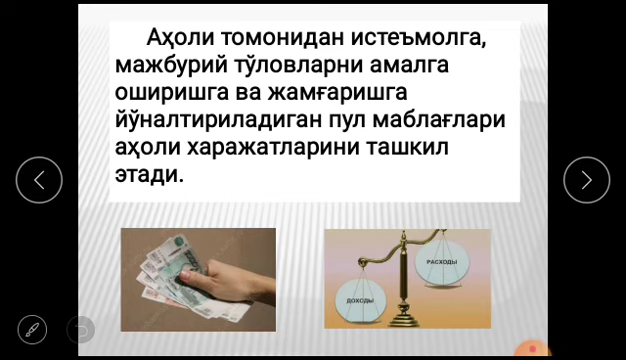 Аҳоли томонидан истеъмолга,
мажбурий тўловларни амалга
оширишга ва жамғаришга
йўналтириладиган пул маблағлари
аҳоли харажатларини ташкил
этади.
РАСХОДЫ
ДОХОДЫ